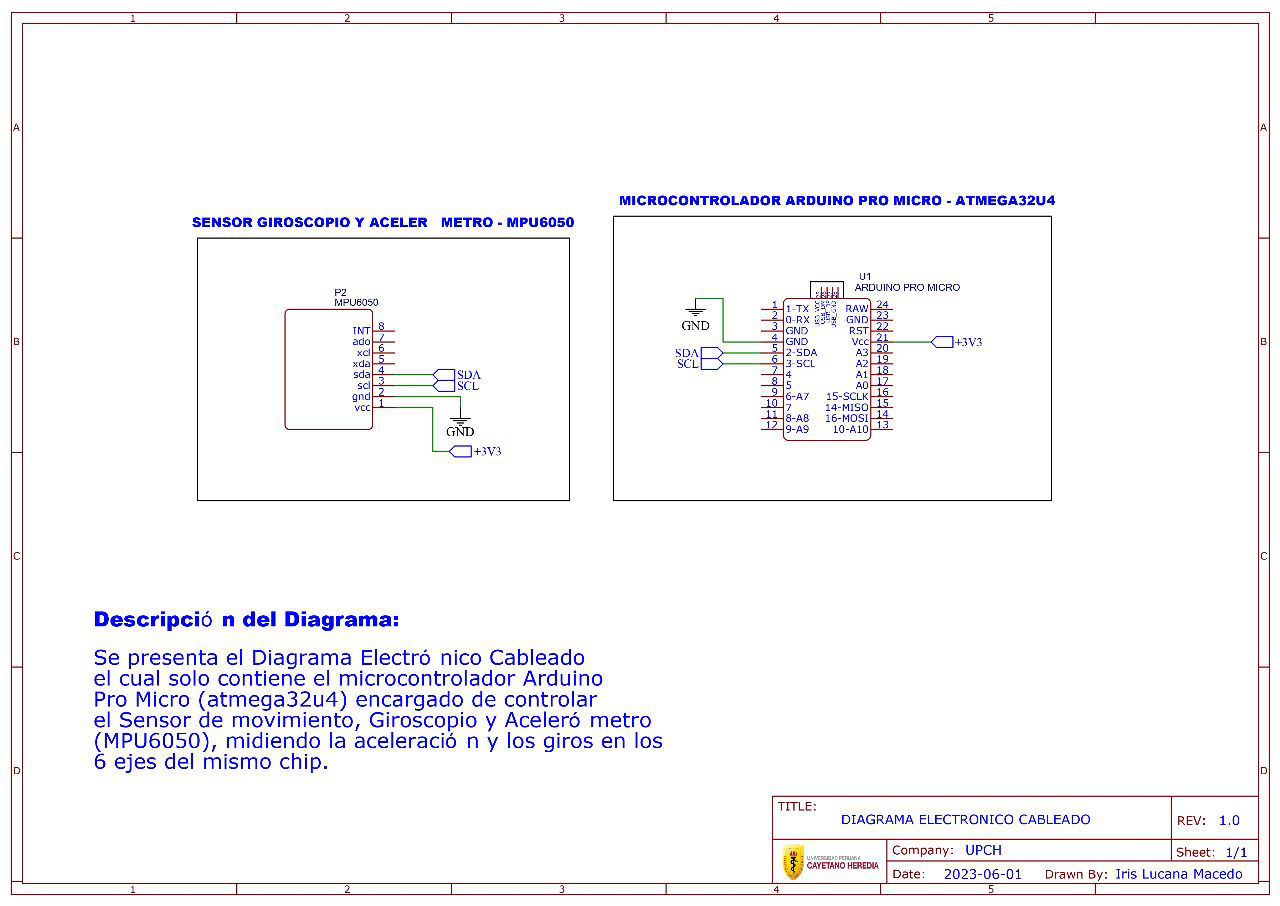 1 2 3 4 5
A A
B B
C C
D D
SENSOR GIROSCOPIO Y ACELER METRO - MPU6050
P2
MPU6050
INT 8
ado 7
xcl 6
xda 5
sda 4 SDA
scl 3 SCL
gnd 2
vcc 1
GND
+3V3
MICROCONTROLADOR ARDUINO PRO MICRO - ATMEGA32U4
U1
ARDUINO PRO MICRO
GND
1 1-TX RAW 24
2 0-RX GND 23
3 GND RST 22
4 GND Vcc 21 +3V3
SDA 5 2-SDA A3 20
SCL 6 3-SCL A2 19
7 4 A1 18
8 5 A0 17
9 6-A7 15-SCLK 16
10 7 14-MISO 15
11 8-A8 16-MOSI 14
12 9-A9 10-A10 13
Descripció n del Diagrama:
Se presenta el Diagrama Electró nico Cableado
el cual solo contiene el microcontrolador Arduino
Pro Micro (atmega32u4) encargado de controlar
el Sensor de movimiento, Giroscopio y Aceleró metro
(MPU6050), midiendo la aceleració n y los giros en los
6 ejes del mismo chip.
TITLE:
DIAGRAMA ELECTRONICO CABLEADO
REV: 1.0
UNIVERSIDAD PERUANA
CAYETANO HEREDIA
Company: UPCH
Sheet: 1/1
Date: 2023-06-01
Drawn By: Iris Lucana Macedo
1 2 3 4 5